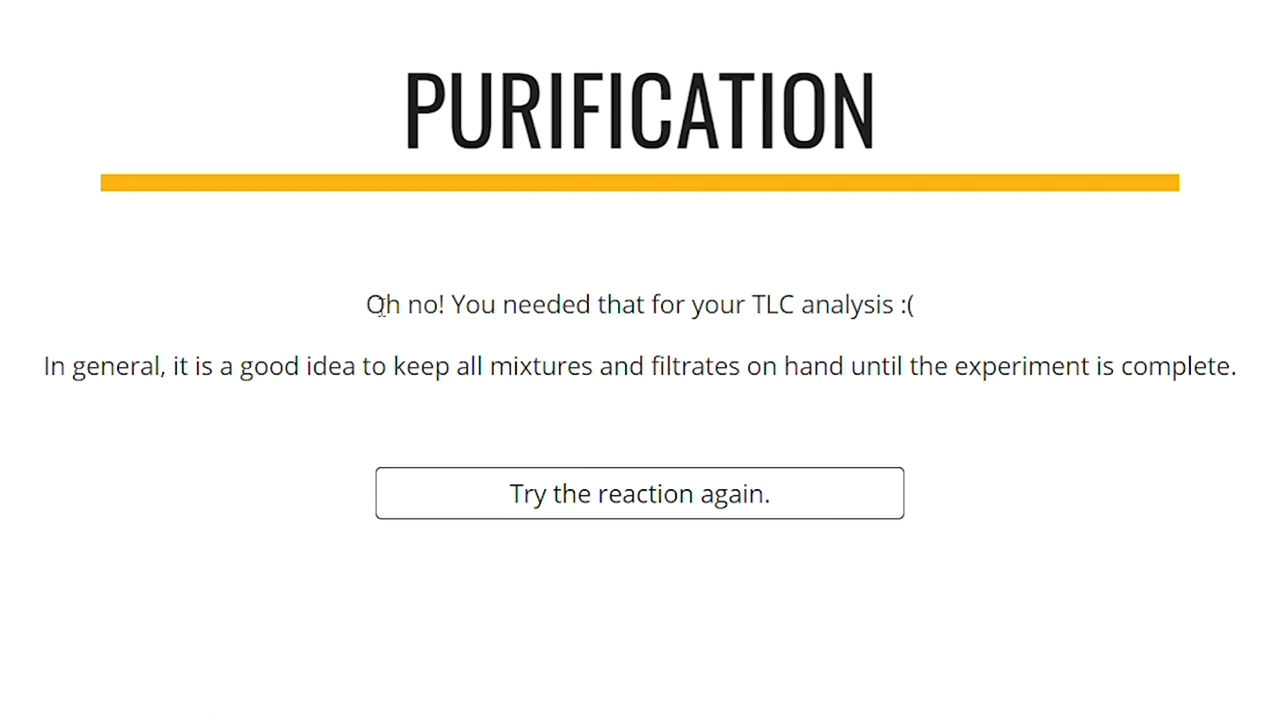 PURIFICATION
Oh no! You needed that for your TLC analysis :(
In general, it is a good idea to keep all mixtures and filtrates on hand until the experiment is complete.
Try the reaction again.